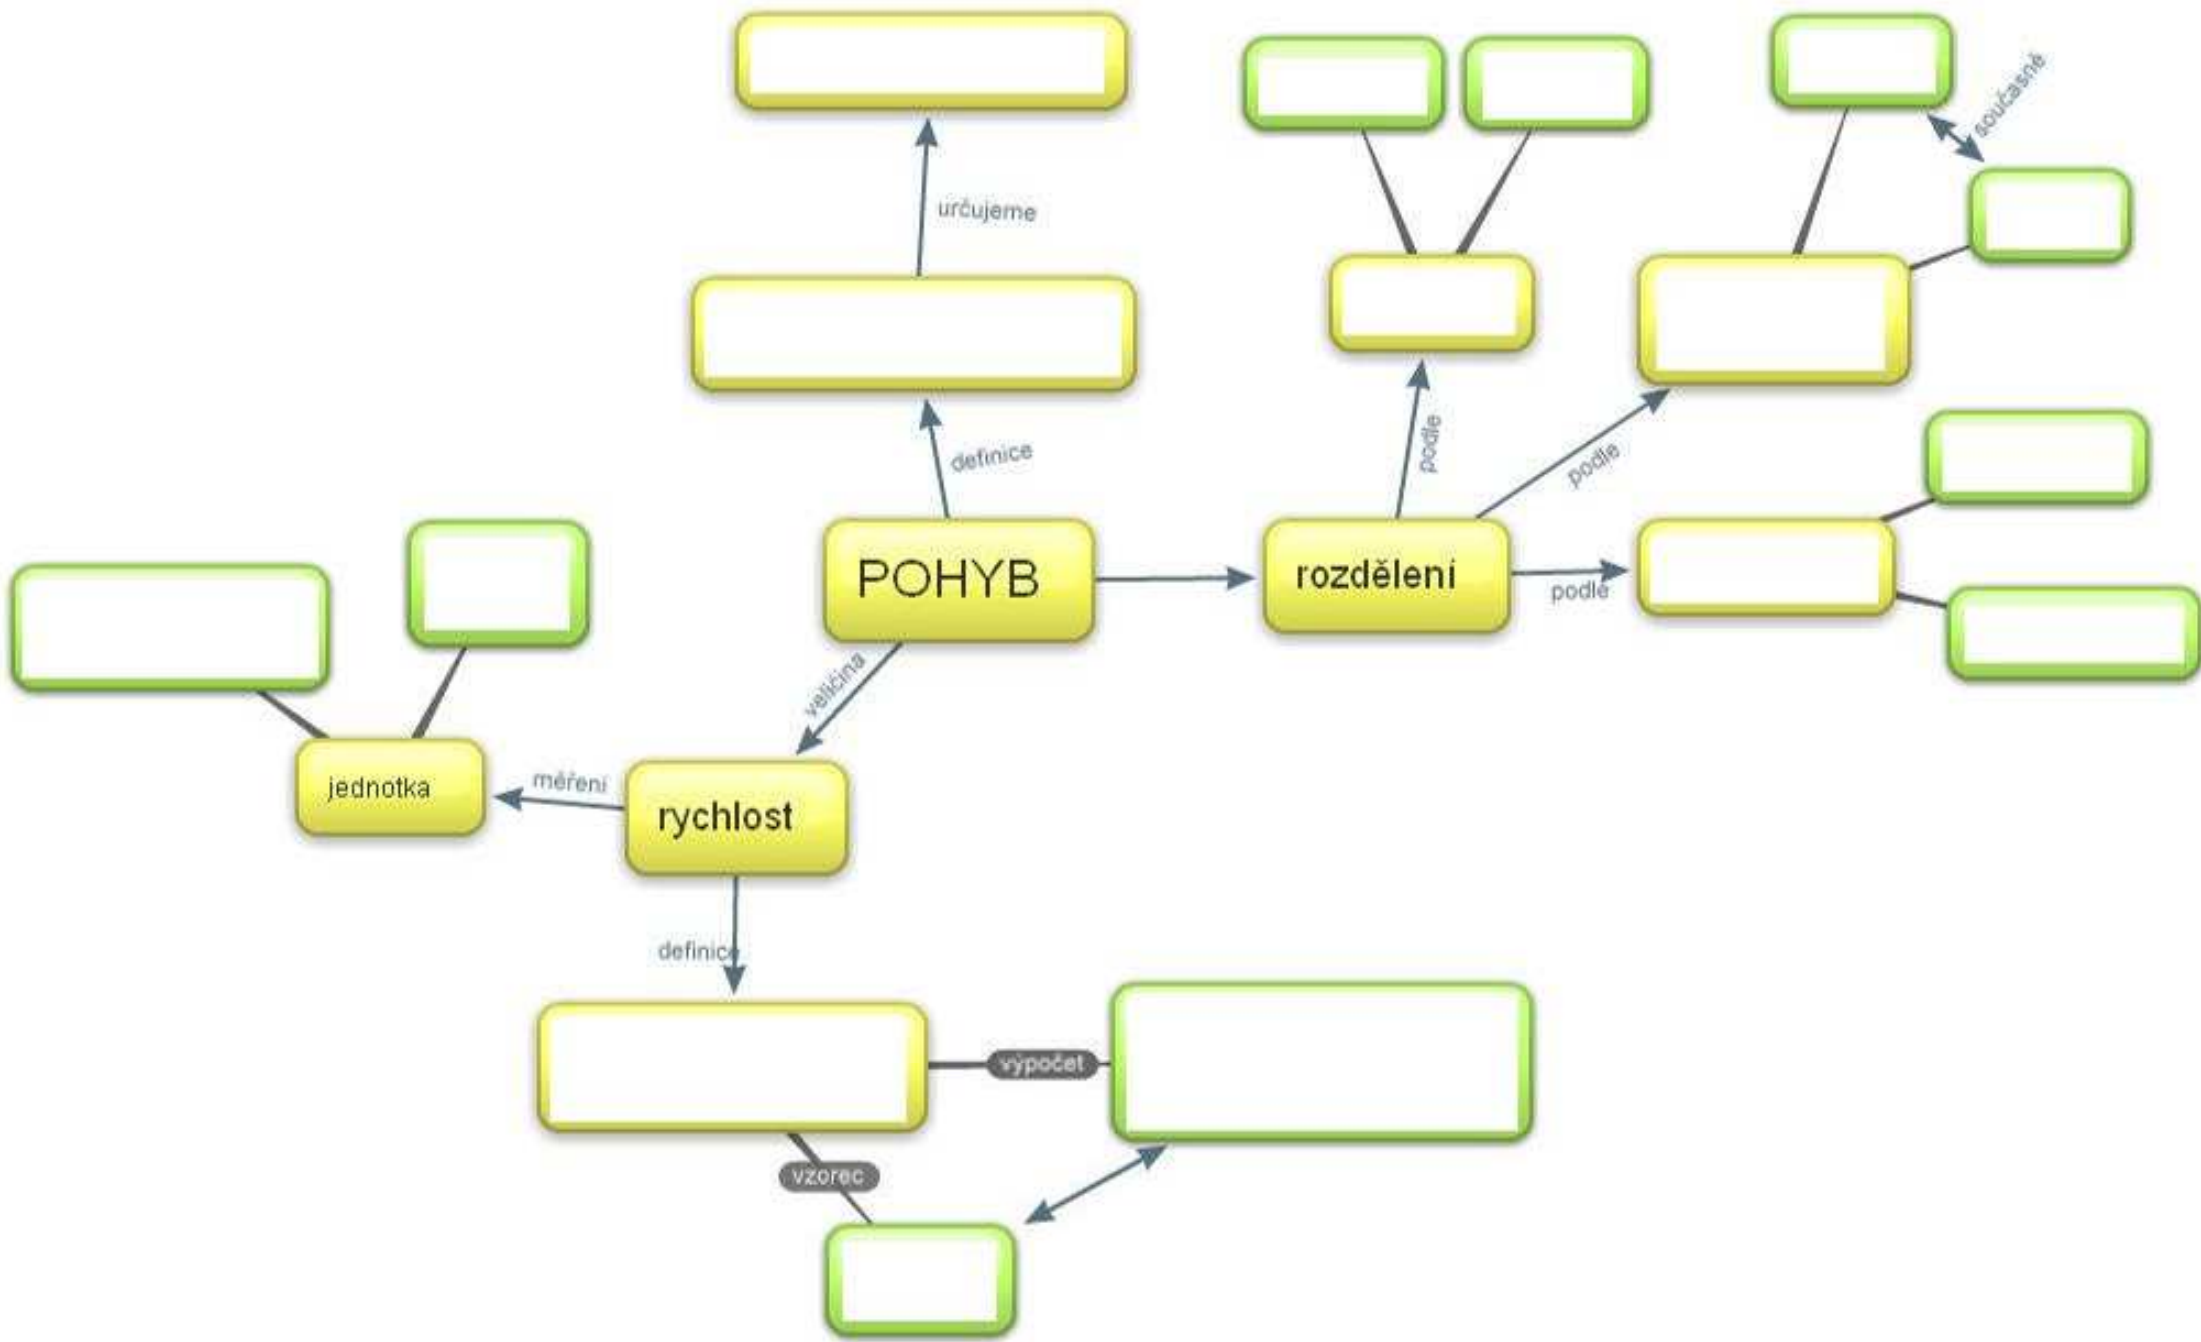 současně
určujeme
definice
podle
podle
POHYB
rozdělení
podle
veličina
jednotka
měření
rychlost
definice
výpočet
vzorec